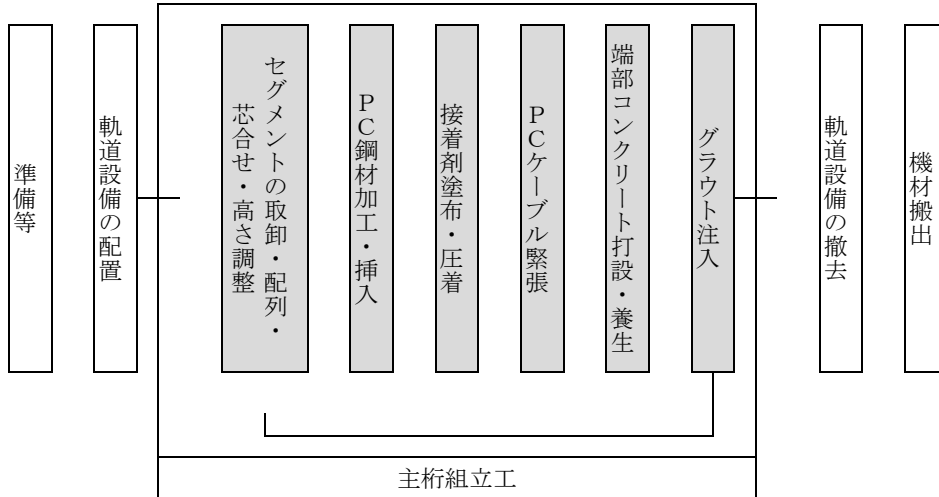 準備等
軌道設備の配置
セグメントの取卸・配列・
芯合せ・高さ調整
PC鋼材加工・挿入
接着剤塗布・圧着
PCケーブル緊張
端部コンクリート打設・養生
グラウト注入
軌道設備の撤去
機材搬出
主桁組立工